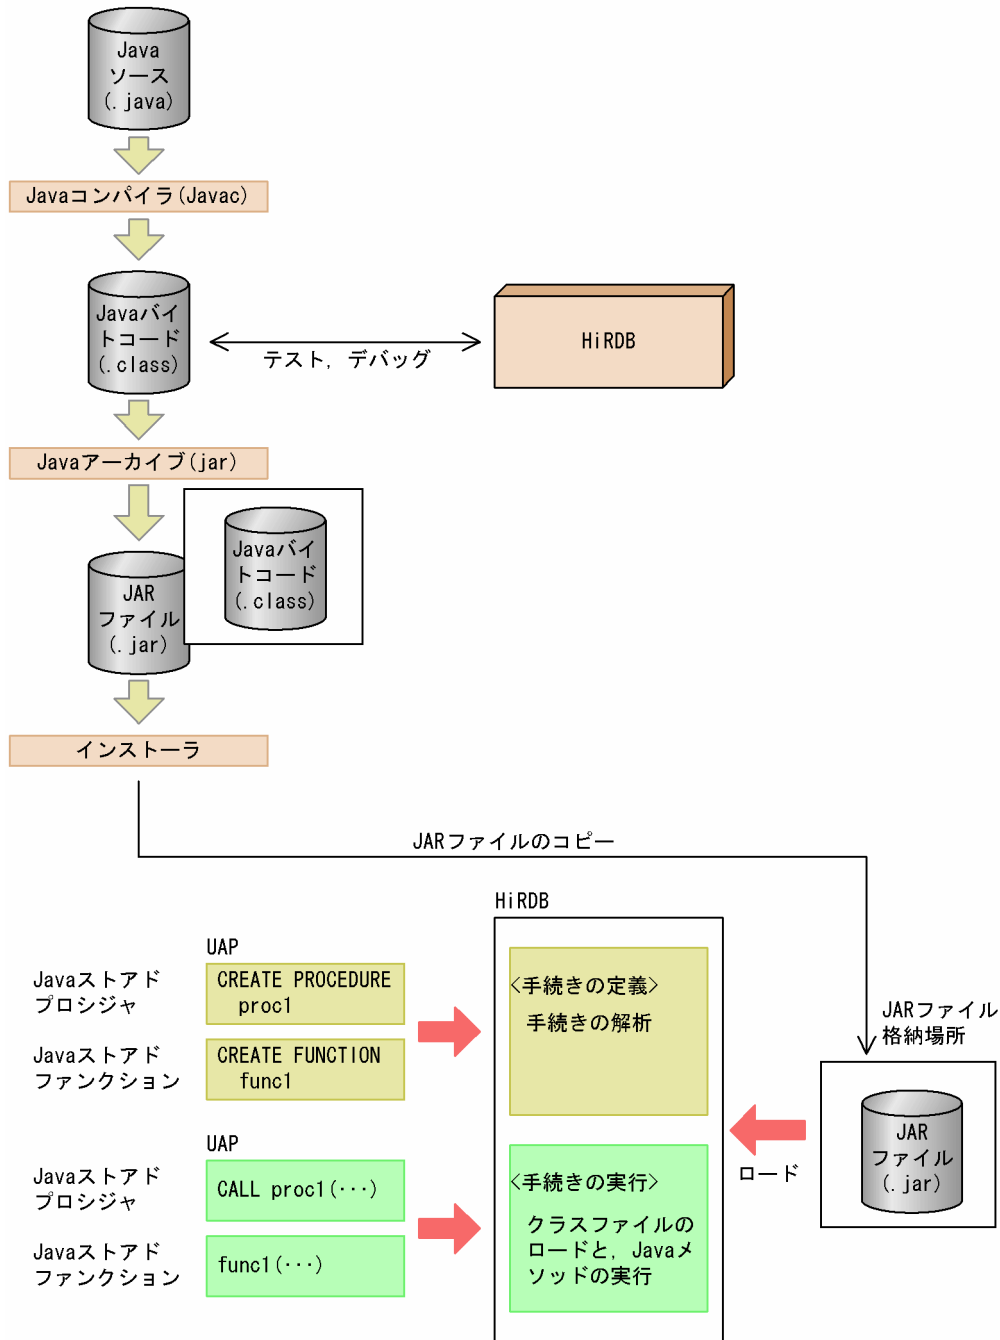 Java
ソース
(.java)
Javaコンパイラ(Javac)
Javaバイ
トコード
(.class)
テスト，デバッグ
HiRDB
Javaアーカイブ(jar)
Javaバイ
トコード
(.class)
JAR
ファイル
(.jar)
インストーラ
JARファイルのコピー
HiRDB
UAP
Javaストアド
プロシジャ
CREATE PROCEDURE
proc1
<手続きの定義>
手続きの解析
Javaストアド
ファンクション
CREATE FUNCTION
func1
JARファイル
格納場所
JAR
ファイル
(.jar)
ロード
UAP
Javaストアド
プロシジャ
CALL proc1(･･･)
<手続きの実行>
クラスファイルの
ロードと，Javaメ
ソッドの実行
Javaストアド
ファンクション
func1(･･･)